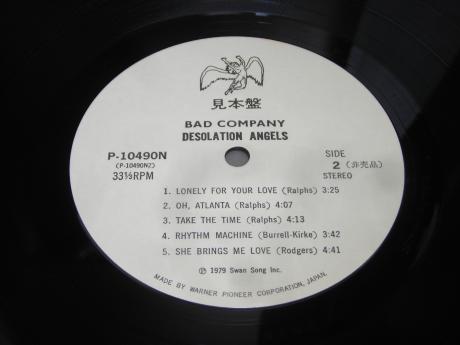 見本盤
BAD COMPANY
DESOLATION ANGELS
P-10490N
(P-10490N2)
33⅓RPM
SIDE
2 (非売品)
STEREO
1. LONELY FOR YOUR LOVE (Ralphs) 3:25
2. OH, ATLANTA (Ralphs) 4:07
3. TAKE THE TIME (Ralphs) 4:13
4. RHYTHM MACHINE (Burrell-Kirke) 3:42
5. SHE BRINGS ME LOVE (Rodgers) 4:41
Ⓟ 1979 Swan Song Inc.
MADE BY WARNER PIONEER CORPORATION, JAPAN.